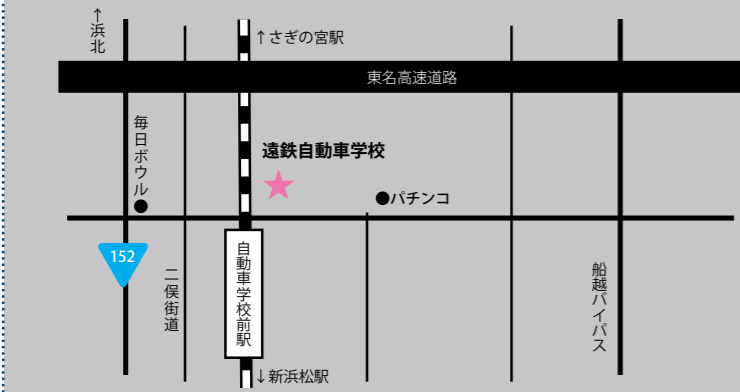 ↑浜北
↑さぎの宮駅
東名高速道路
毎日ボウル
遠鉄自動車学校
パチンコ
152
二俣街道
自動車学校前駅
船越バイパス
↓新浜松駅